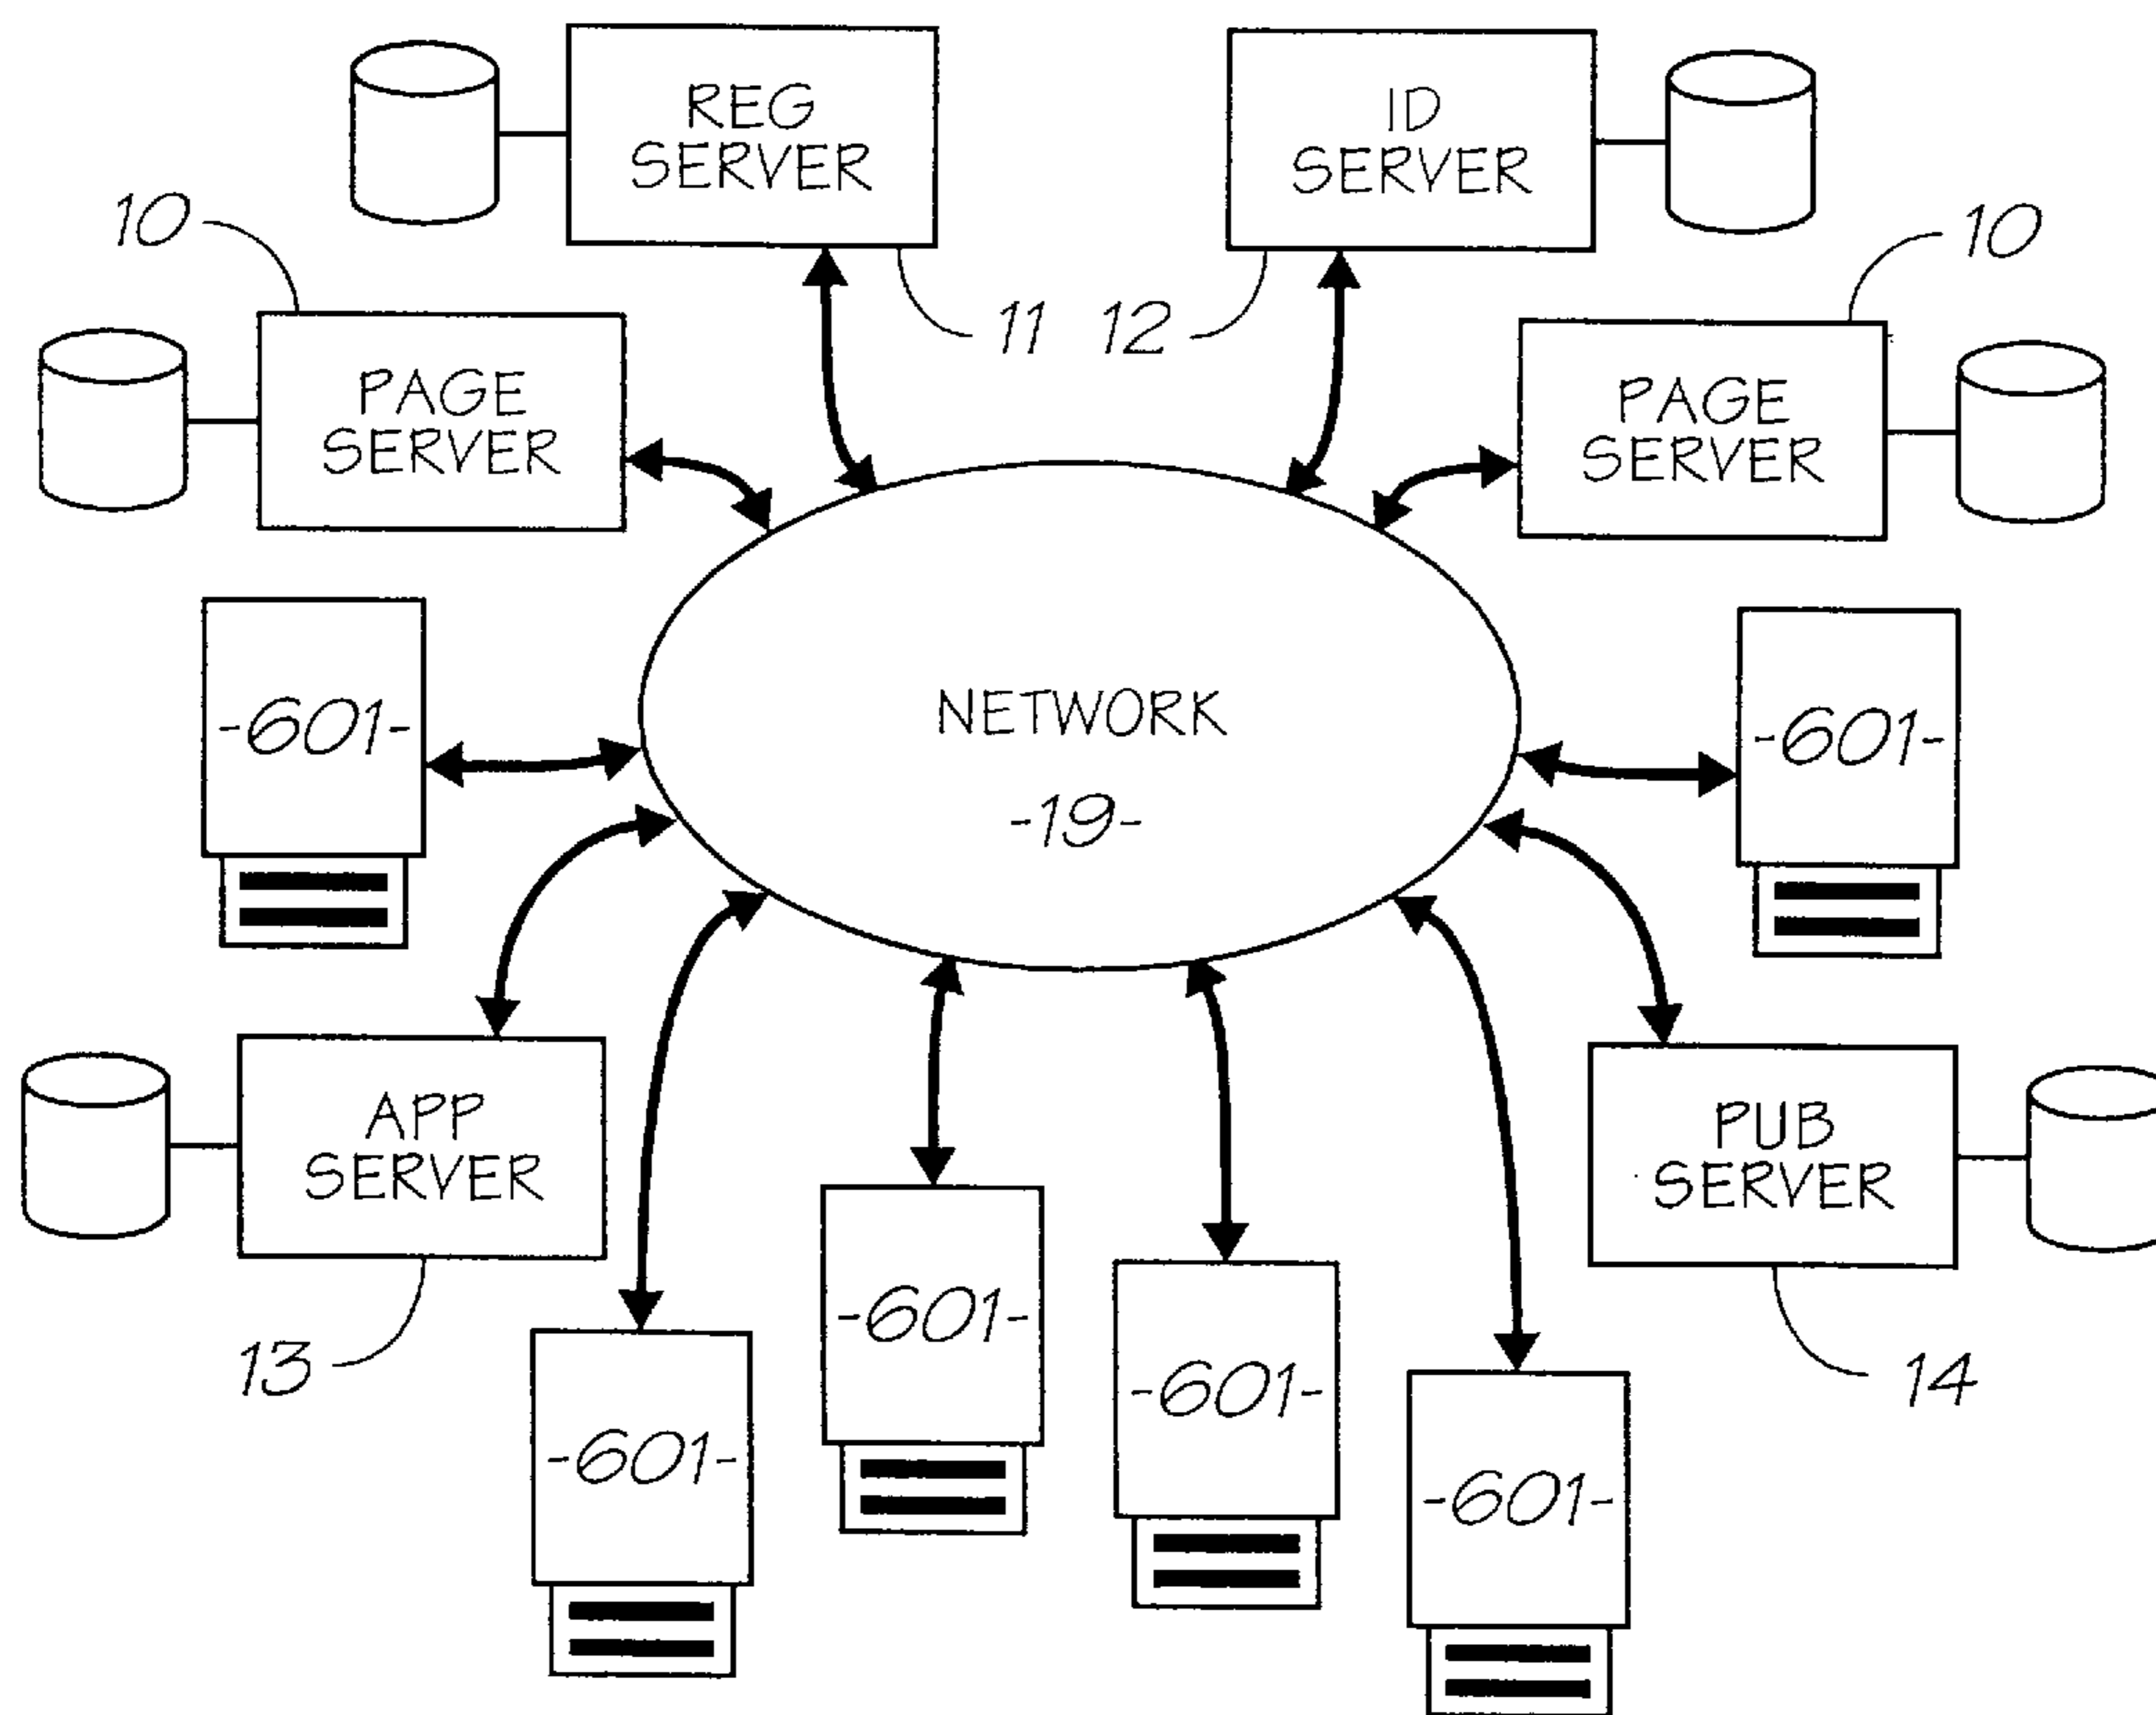 REG
SERVER
ID
SERVER
10
10
11
12
PAGE
SERVER
PAGE
SERVER
NETWORK
-19-
-601-
-601-
APP
SERVER
PUB
SERVER
13
14
-601-
-601-
-601-
-601-